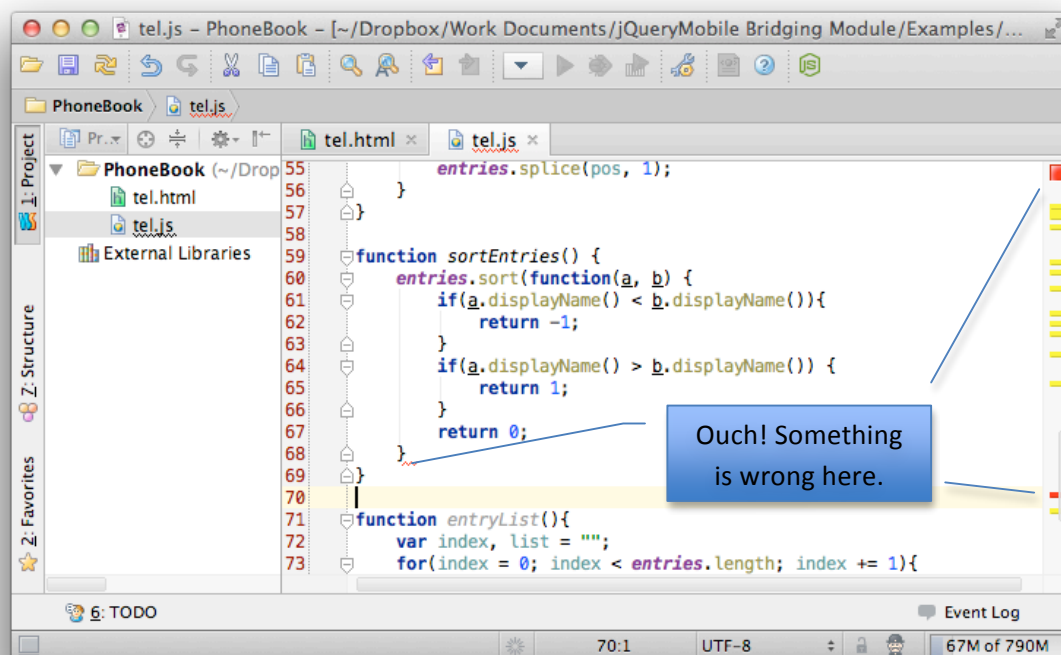 tel.js – PhoneBook – [~/Dropbox/Work Documents/jQueryMobile Bridging Module/Examples/...
JS
PhoneBook tel.js
1: Project
Pr..
tel.html
tel.js
PhoneBook (~/Drop
tel.html
tel.js
External Libraries
Z: Structure
2: Favorites
55 entries.splice(pos, 1);
56 }
57 }
58
59 function sortEntries() {
60 entries.sort(function(a, b) {
61 if(a.displayName() < b.displayName()){
62 return -1;
63 }
64 if(a.displayName() > b.displayName()) {
65 return 1;
66 }
67 return 0;
68 }
69 }
70
71 function entryList(){
72 var index, list = "";
73 for(index = 0; index < entries.length; index += 1){
Ouch! Something
is wrong here.
6: TODO
Event Log
70:1 UTF-8 67M of 790M